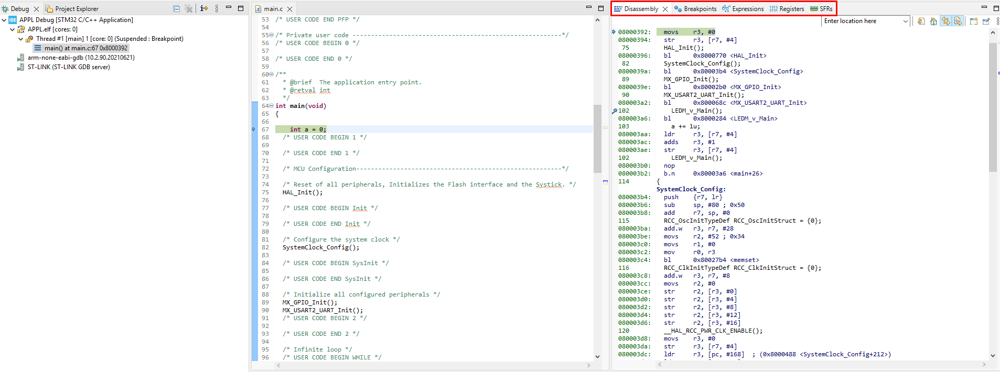 Debug
Project Explorer
APPL Debug [STM32 C/C++ Application]
APPL.elf [cores: 0]
Thread #1 [main] 1 [core: 0] (Suspended : Breakpoint)
main() at main.c:67 0x8000392
arm-none-eabi-gdb (10.2.90.20210621)
ST-LINK (ST-LINK GDB server)
main.c
53 /* USER CODE END PFP */
54
55 /* Private user code ---------------------------------------------------------*/
56 /* USER CODE BEGIN 0 */
57
58 /* USER CODE END 0 */
59
60 /**
61 * @brief  The application entry point.
62 * @retval int
63 */
64 int main(void)
65 {
66
67 int a = 0;
68 /* USER CODE BEGIN 1 */
69
70 /* USER CODE END 1 */
71
72 /* MCU Configuration--------------------------------------------------------*/
73
74 /* Reset of all peripherals, Initializes the Flash interface and the Systick. */
75 HAL_Init();
76
77 /* USER CODE BEGIN Init */
78
79 /* USER CODE END Init */
80
81 /* Configure the system clock */
82 SystemClock_Config();
83
84 /* USER CODE BEGIN SysInit */
85
86 /* USER CODE END SysInit */
87
88 /* Initialize all configured peripherals */
89 MX_GPIO_Init();
90 MX_USART2_UART_Init();
91 /* USER CODE BEGIN 2 */
92
93 /* USER CODE END 2 */
94
95 /* Infinite loop */
96 /* USER CODE BEGIN WHILE */
Disassembly
Breakpoints
Expressions
Registers
SFRs
Enter location here
08000392: movs r3, #0
08000394: str r3, [r7, #4]
75 HAL_Init();
08000396: bl 0x8000770 <HAL_Init>
82 SystemClock_Config();
0800039a: bl 0x80003b4 <SystemClock_Config>
89 MX_GPIO_Init();
0800039e: bl 0x80002b0 <MX_GPIO_Init>
90 MX_USART2_UART_Init();
080003a2: bl 0x800068c <MX_USART2_UART_Init>
102 LEDM_v_Main();
080003a6: bl 0x8000284 <LEDM_v_Main>
103 a += 1u;
080003aa: ldr r3, [r7, #4]
080003ac: adds r3, #1
080003ae: str r3, [r7, #4]
102 LEDM_v_Main();
080003b0: nop
080003b2: b.n 0x80003a6 <main+26>
114 {
SystemClock_Config:
080003b4: push {r7, lr}
080003b6: sub sp, #80 ; 0x50
080003b8: add r7, sp, #0
115 RCC_OscInitTypeDef RCC_OscInitStruct = {0};
080003ba: add.w r3, r7, #28
080003be: movs r2, #52 ; 0x34
080003c0: movs r1, #0
080003c2: mov r0, r3
080003c4: bl 0x80027b4 <memset>
116 RCC_ClkInitTypeDef RCC_ClkInitStruct = {0};
080003c8: add.w r3, r7, #8
080003cc: movs r2, #0
080003ce: str r2, [r3, #0]
080003d0: str r2, [r3, #4]
080003d2: str r2, [r3, #8]
080003d4: str r2, [r3, #12]
080003d6: str r2, [r3, #16]
120 __HAL_RCC_PWR_CLK_ENABLE();
080003d8: movs r3, #0
080003da: str r3, [r7, #4]
080003dc: ldr r3, [pc, #168] ; (0x8000488 <SystemClock_Config+212>)